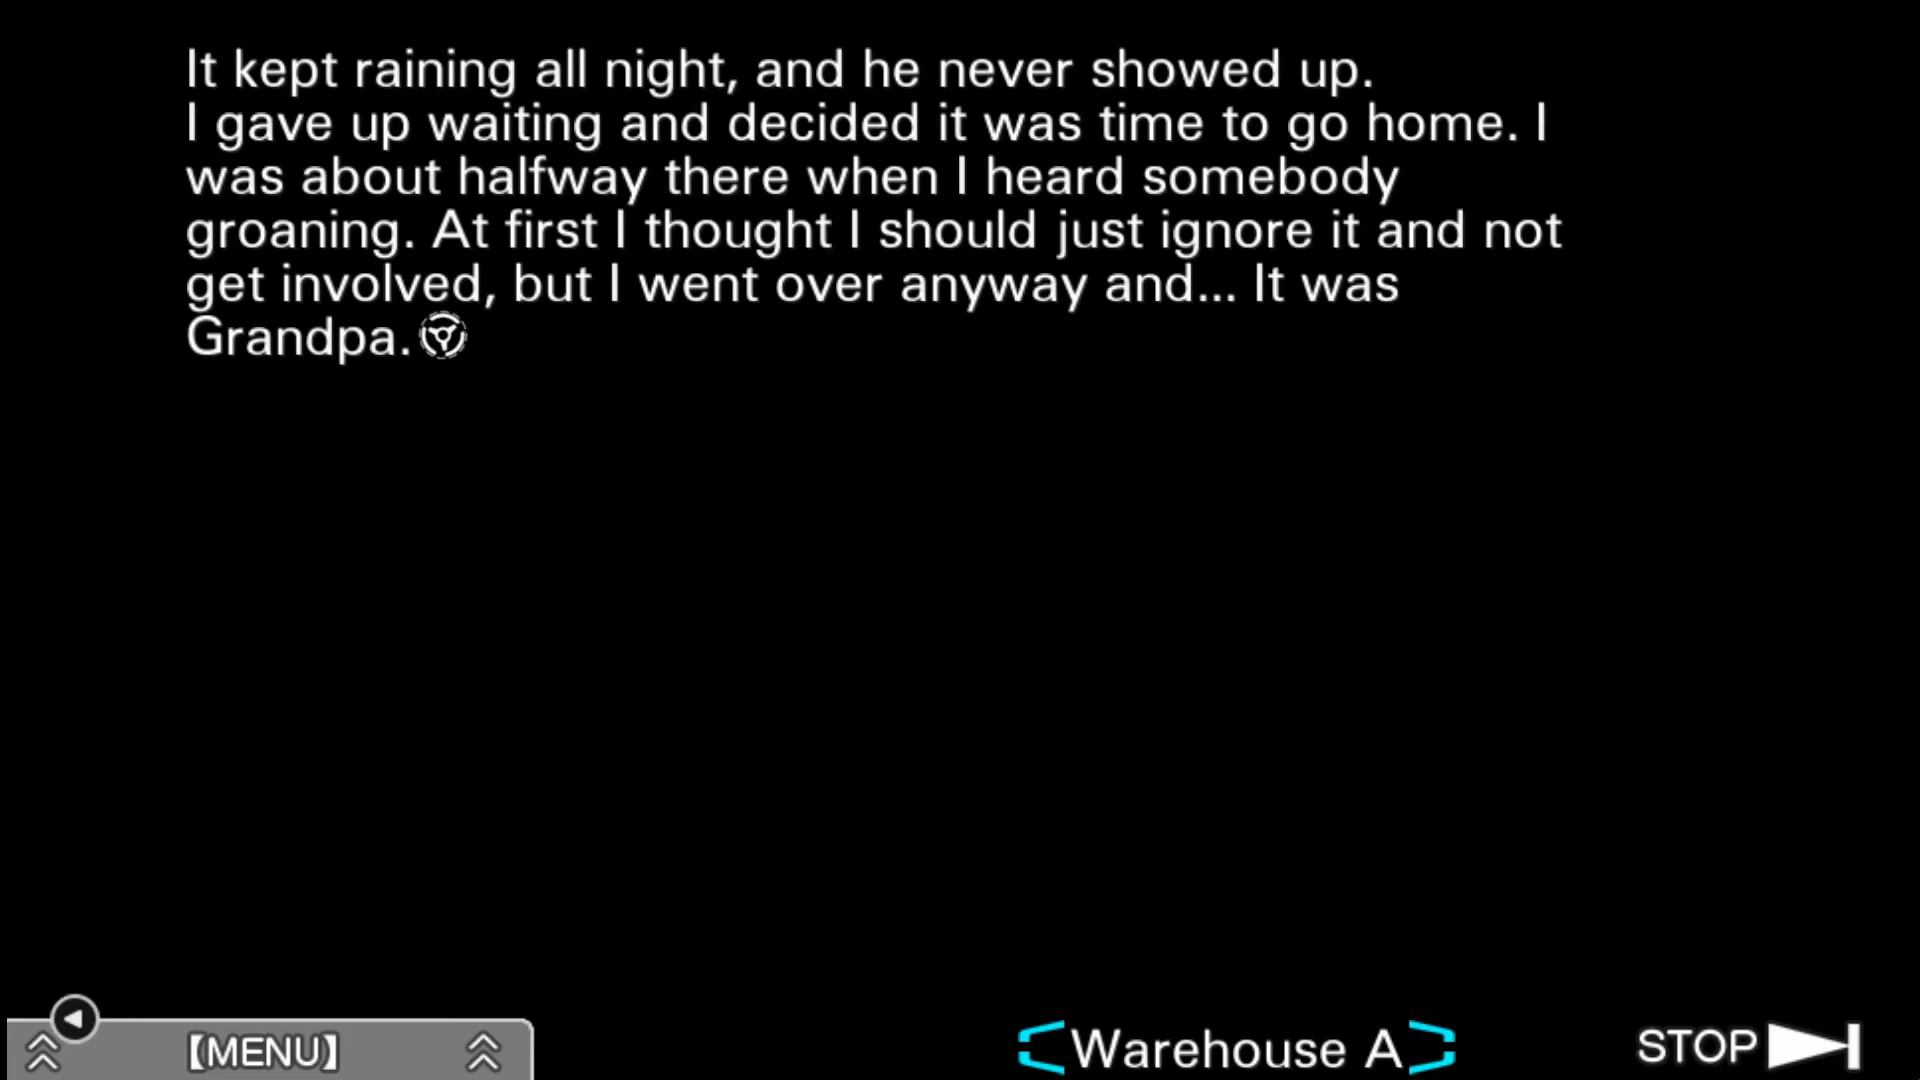 It kept raining all night, and he never showed up.
I gave up waiting and decided it was time to go home. I
was about halfway there when I heard somebody
groaning. At first I thought I should just ignore it and not
get involved, but I went over anyway and... It was
Grandpa.
【MENU】
Warehouse A
STOP